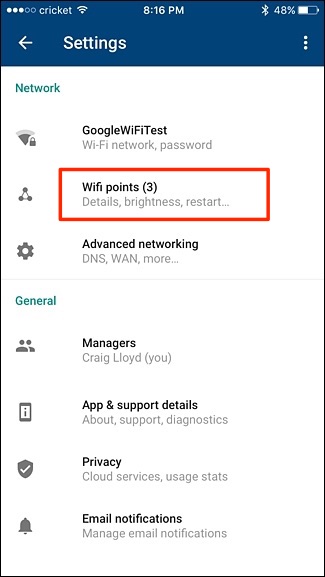 cricket 8:16 PM 48%
Settings
Network
GoogleWiFiTest
Wi-Fi network, password
Wifi points (3)
Details, brightness, restart...
Advanced networking
DNS, WAN, more...
General
Managers
Craig Lloyd (you)
App & support details
About, support, diagnostics
Privacy
Cloud services, usage stats
Email notifications
Manage email notifications